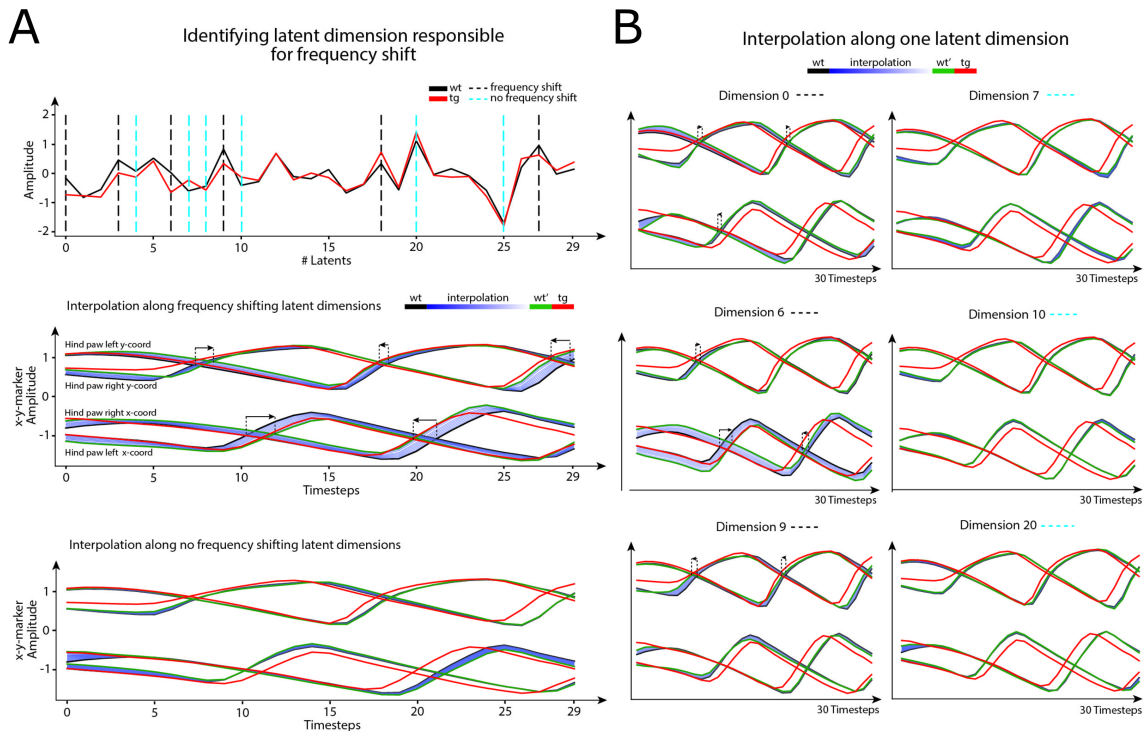 A
Identifying latent dimension responsible
for frequency shift
wt
frequency shift
tg
no frequency shift
Amplitude
2
1
0
-1
-2
0
5
10
15
20
25
29
# Latents
Interpolation along frequency shifting latent dimensions
wt
interpolation
wt'
tg
Hind paw left y-coord
Hind paw right y-coord
Hind paw right x-coord
Hind paw left x-coord
x-y-marker
Amplitude
1
0
-1
0
5
10
15
20
25
29
Timesteps
Interpolation along no frequency shifting latent dimensions
x-y-marker
Amplitude
1
0
-1
0
5
10
15
20
25
29
Timesteps
B
Interpolation along one latent dimension
wt
interpolation
wt'
tg
Dimension 0
Dimension 7
30 Timesteps
30 Timesteps
Dimension 6
Dimension 10
30 Timesteps
30 Timesteps
Dimension 9
Dimension 20
30 Timesteps
30 Timesteps